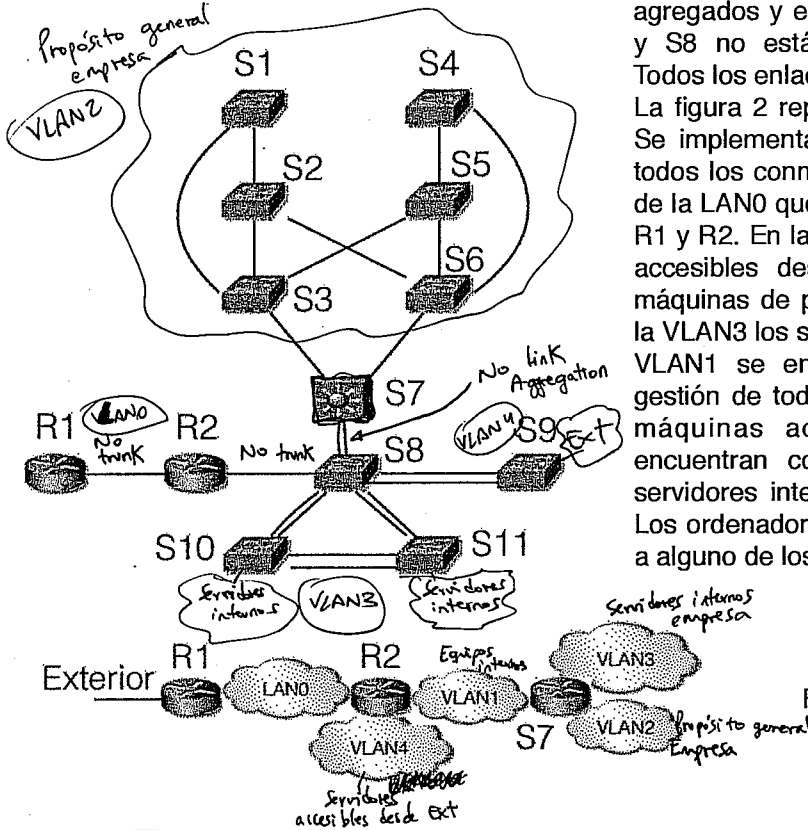 agregados y e
y S8 no está
Todos los enlac
La figura 2 rep
Se implementa
todos los conm
de la LAN0 que
R1 y R2. En la
accesibles des
máquinas de p
la VLAN3 los s
VLAN1 se en
gestión de tod
máquinas ac
encuentran co
servidores inte
Los ordenador
a alguno de los
Propósito general
empresa
VLAN2
S1
S4
S2
S5
S6
S3
S7
No link
Aggregation
R1
VLAN0
No
trunk
R2
No trunk
S8
VLAN4
S9
Ext
S10
S11
Servidores
internos
VLAN3
Servidores
internos
Exterior
R1
LAN0
R2
Equipos
internos
VLAN1
S7
Servidores internos
empresa
VLAN3
VLAN2
Propósito general
Empresa
VLAN4
Servidores
accesibles desde Ext